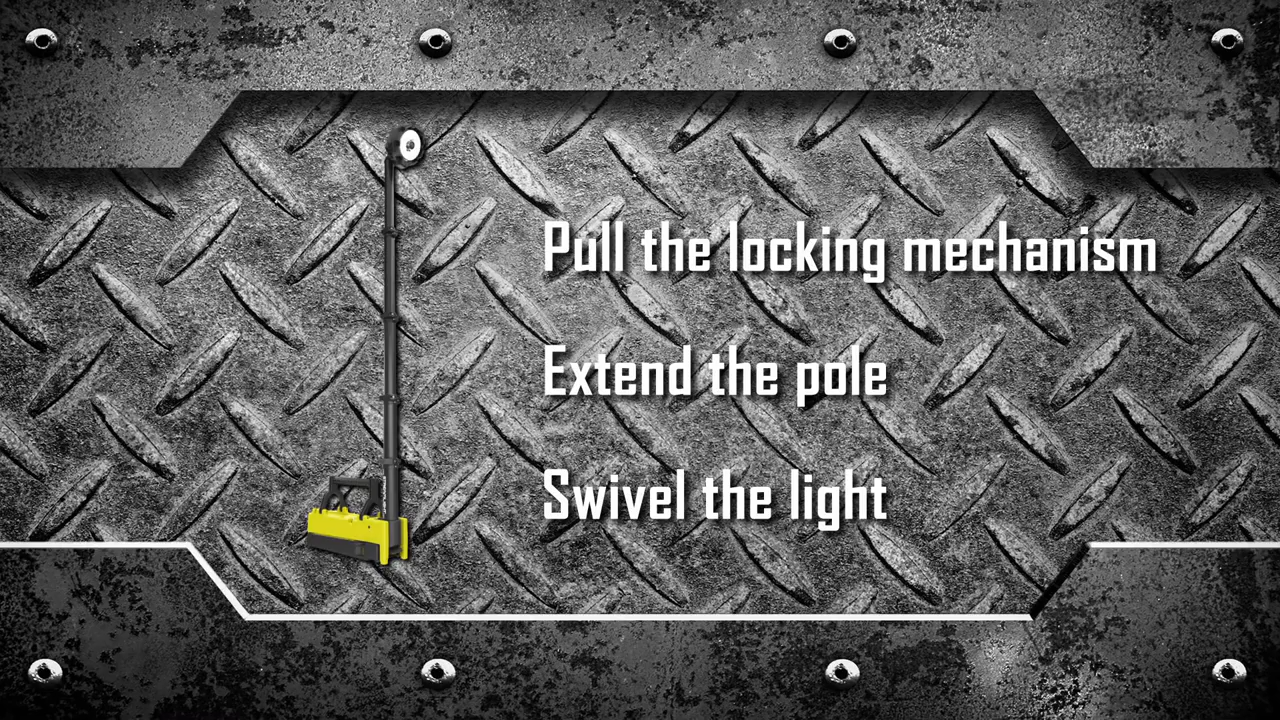 Pull the locking mechanism
Extend the pole
Swivel the light